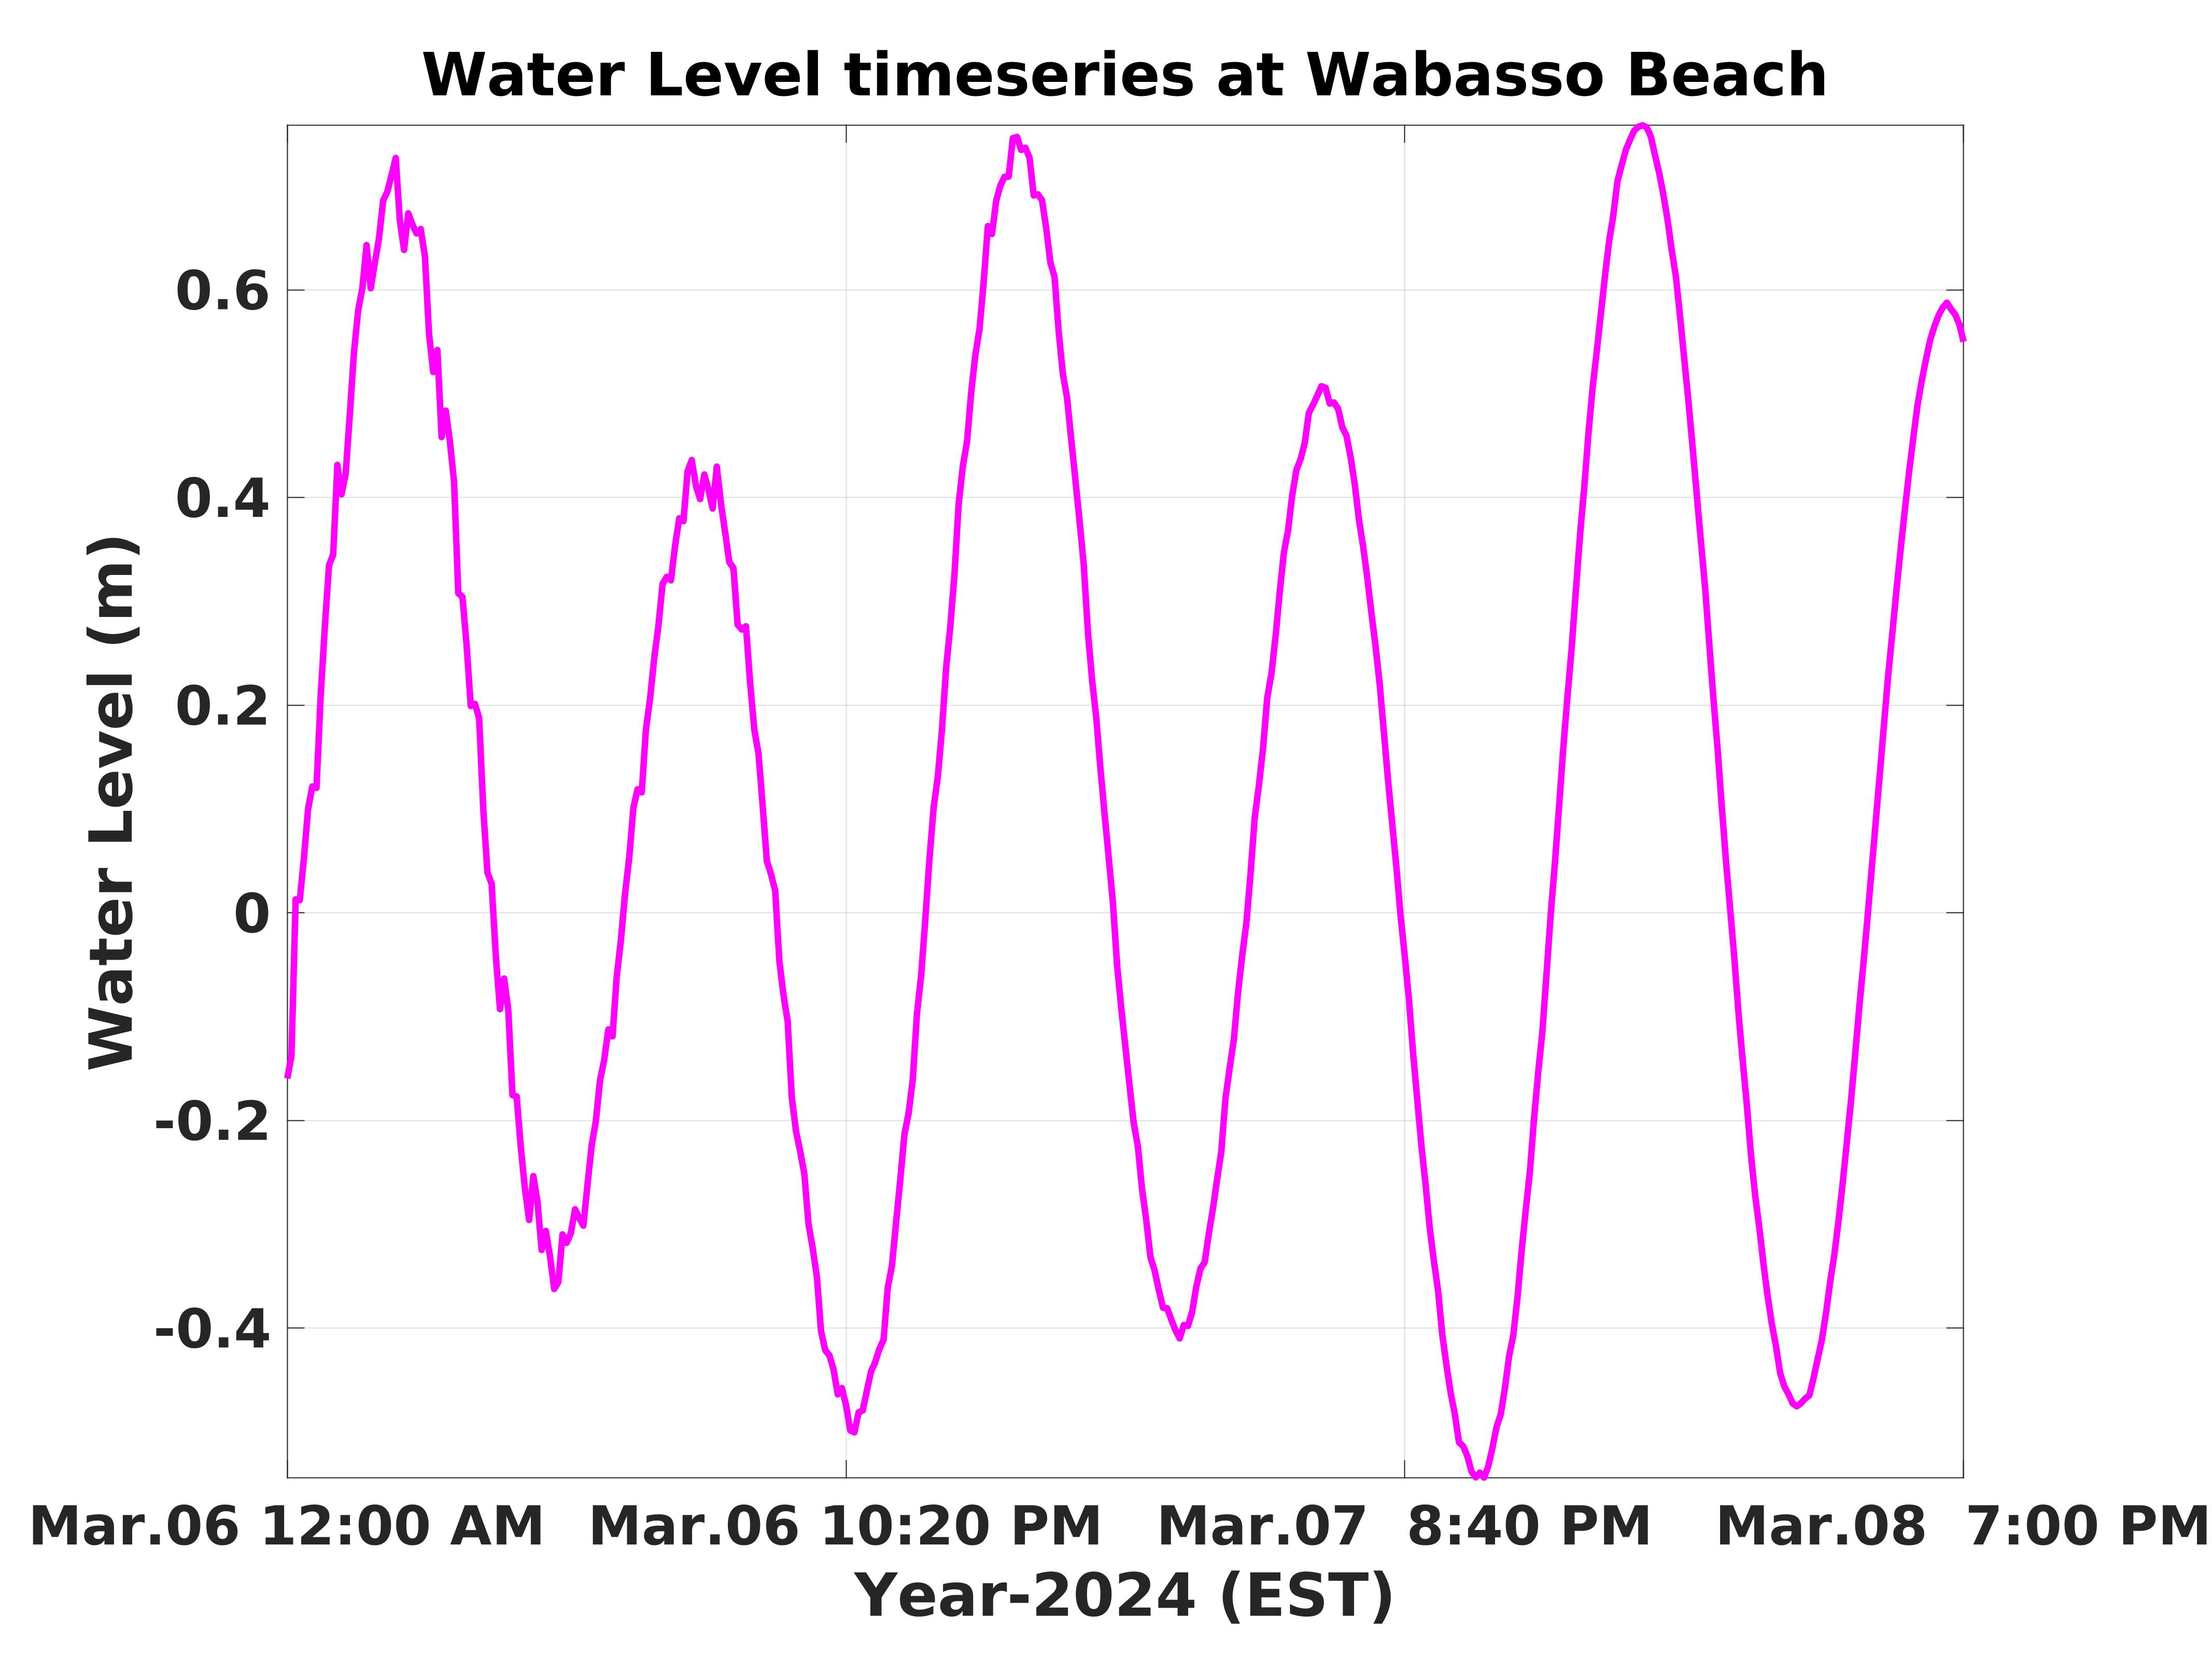 Water Level timeseries at Wabasso Beach
Water Level (m)
0.6
0.4
0.2
0
-0.2
-0.4
Mar.06 12:00 AM Mar.06 10:20 PM Mar.07 8:40 PM Mar.08 7:00 PM
Year-2024 (EST)